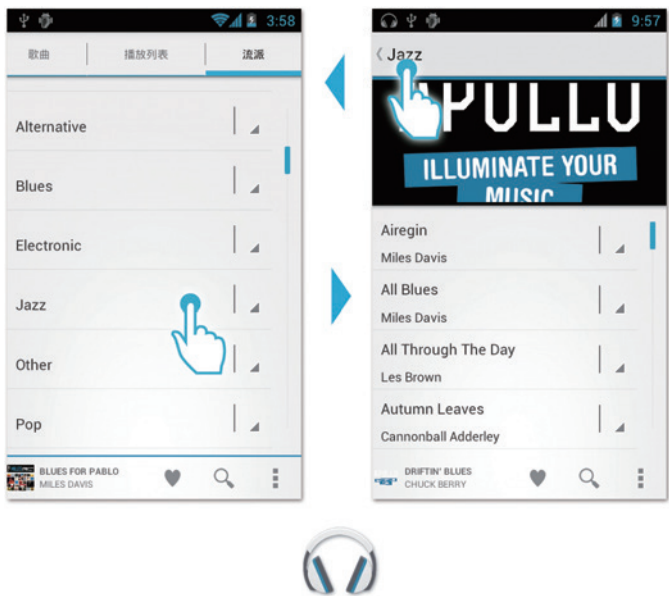 3:58
歌曲
播放列表
流派
Alternative
Blues
Electronic
Jazz
Other
Pop
BLUES FOR PABLO
MILES DAVIS
9:57
Jazz
APOLLO
ILLUMINATE YOUR
MUSIC
Airegin
Miles Davis
All Blues
Miles Davis
All Through The Day
Les Brown
Autumn Leaves
Cannonball Adderley
DRIFTIN' BLUES
CHUCK BERRY